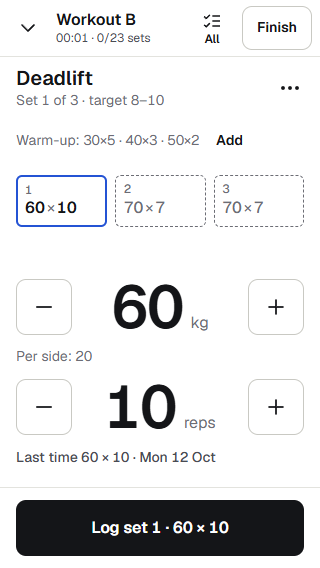 Workout B
00:01 · 0/23 sets
All
Finish
Deadlift
Set 1 of 3 · target 8–10
Warm-up: 30×5 · 40×3 · 50×2 Add
1
60×10
2
70×7
3
70×7
60 kg
Per side: 20
10 reps
Last time 60 × 10 · Mon 12 Oct
Log set 1 · 60 × 10